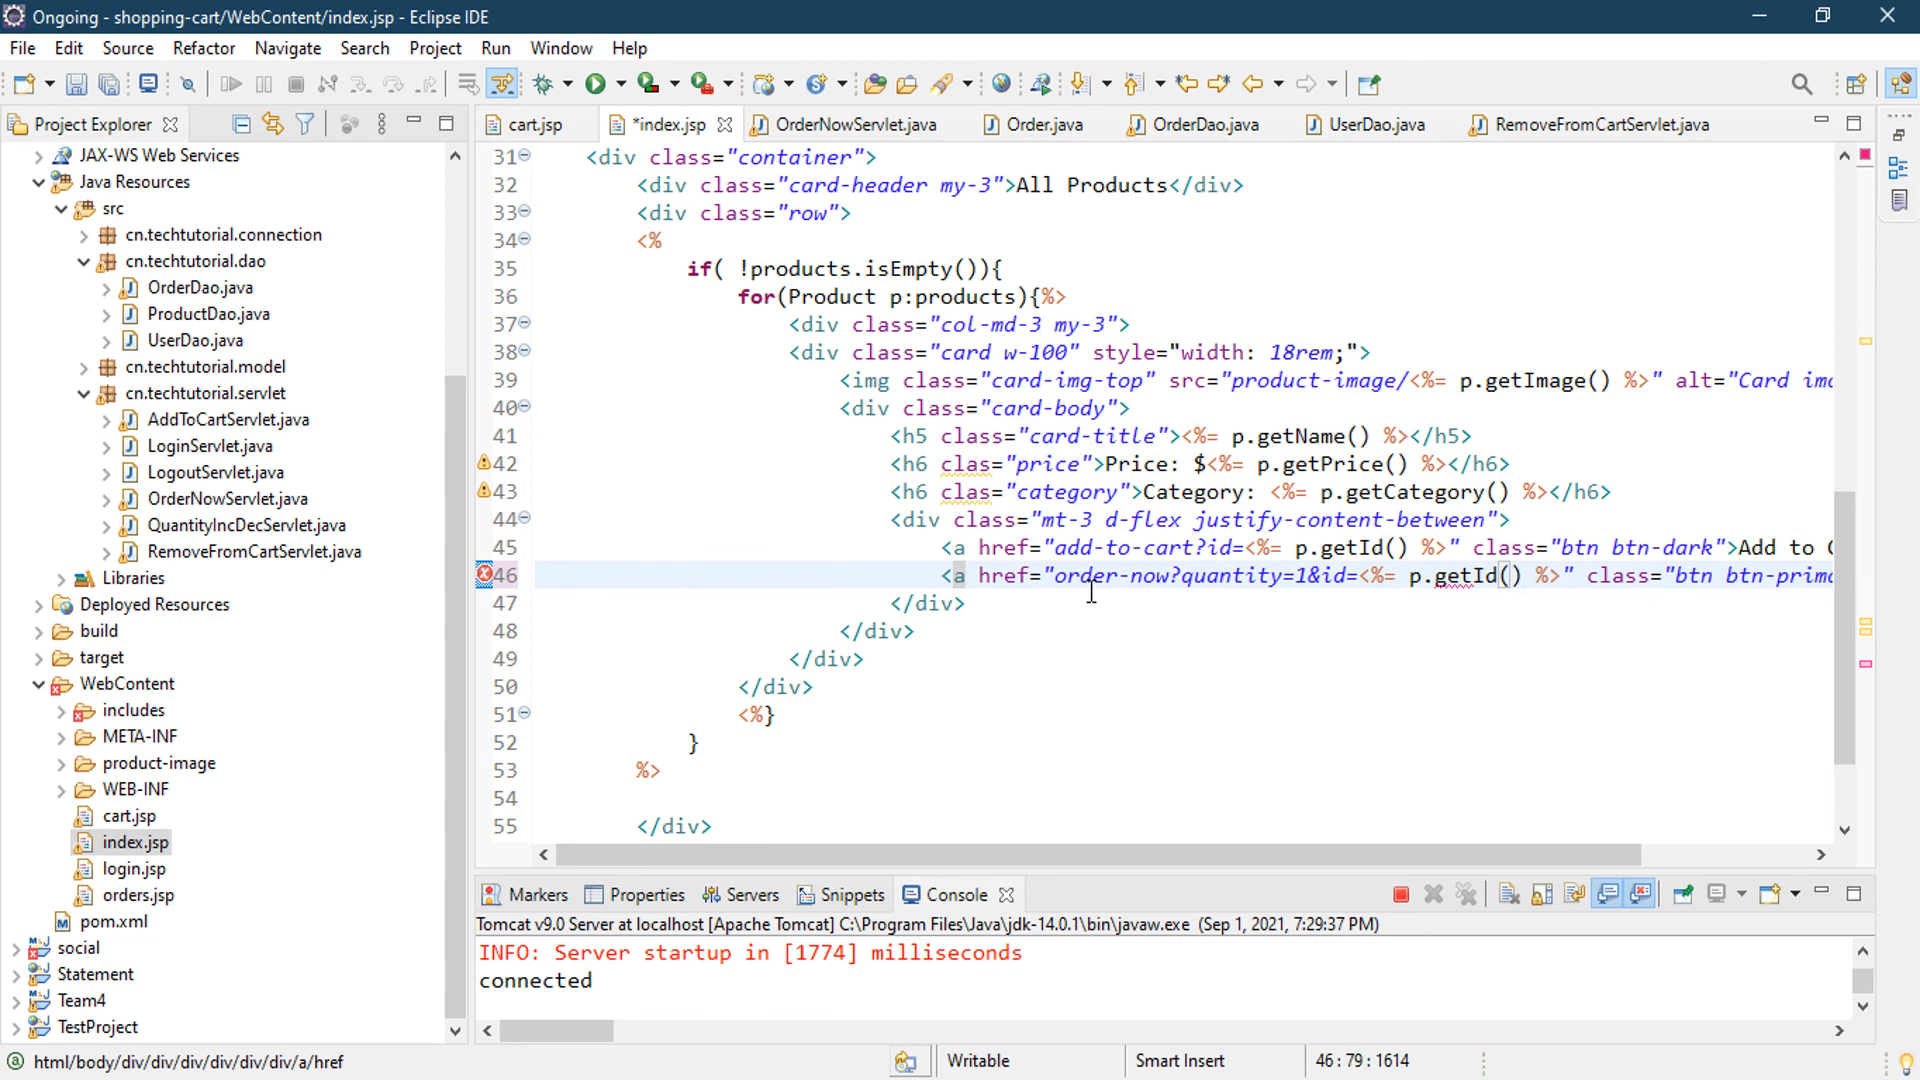 Ongoing - shopping-cart/WebContent/index.jsp - Eclipse IDE
File Edit Source Refactor Navigate Search Project Run Window Help
Project Explorer
JAX-WS Web Services
Java Resources
src
cn.techtutorial.connection
cn.techtutorial.dao
OrderDao.java
ProductDao.java
UserDao.java
cn.techtutorial.model
cn.techtutorial.servlet
AddToCartServlet.java
LoginServlet.java
LogoutServlet.java
OrderNowServlet.java
QuantityIncDecServlet.java
RemoveFromCartServlet.java
Libraries
Deployed Resources
build
target
WebContent
includes
META-INF
product-image
WEB-INF
cart.jsp
index.jsp
login.jsp
orders.jsp
pom.xml
social
Statement
Team4
TestProject
cart.jsp *index.jsp OrderNowServlet.java Order.java OrderDao.java UserDao.java RemoveFromCartServlet.java
31 <div class="container">
32 <div class="card-header my-3">All Products</div>
33 <div class="row">
34 <%
35 if( !products.isEmpty()){
36 for(Product p:products){%>
37 <div class="col-md-3 my-3">
38 <div class="card w-100" style="width: 18rem;">
39 <img class="card-img-top" src="product-image/<%= p.getImage() %>" alt="Card ima
40 <div class="card-body">
41 <h5 class="card-title"><%= p.getName() %></h5>
42 <h6 clas="price">Price: $<%= p.getPrice() %></h6>
43 <h6 clas="category">Category: <%= p.getCategory() %></h6>
44 <div class="mt-3 d-flex justify-content-between">
45 <a href="add-to-cart?id=<%= p.getId() %>" class="btn btn-dark">Add to C
46 <a href="order-now?quantity=1&id=<%= p.getId() %>" class="btn btn-prima
47 </div>
48 </div>
49 </div>
50 </div>
51 <%}
52 }
53 %>
54
55 </div>
Markers Properties Servers Snippets Console
Tomcat v9.0 Server at localhost [Apache Tomcat] C:\Program Files\Java\jdk-14.0.1\bin\javaw.exe (Sep 1, 2021, 7:29:37 PM)
INFO: Server startup in [1774] milliseconds
connected
html/body/div/div/div/div/div/div/a/href Writable Smart Insert 46 : 79 : 1614